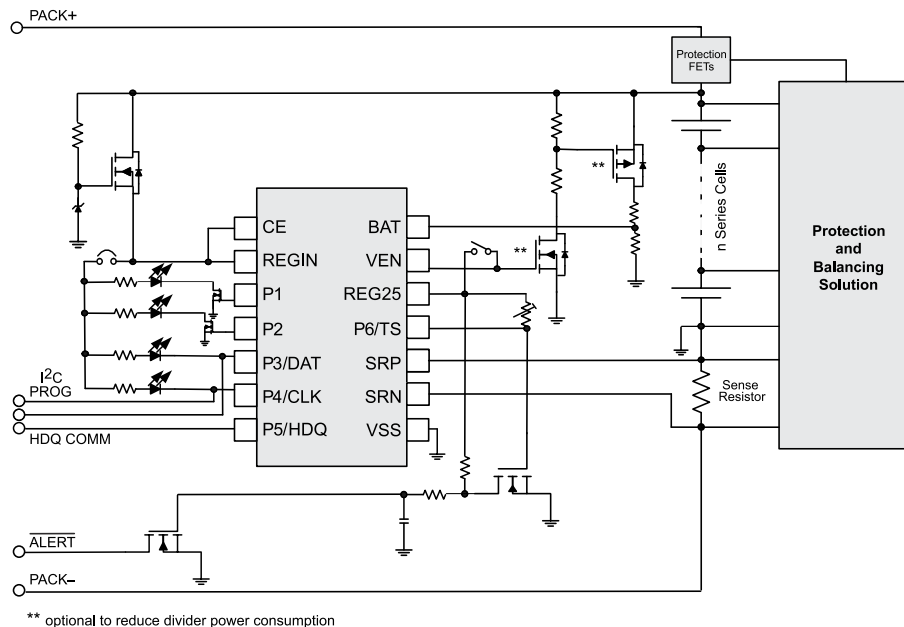 PACK+
Protection
FETs
**
n Series Cells
Protection
and
Balancing
Solution
CE
BAT
**
REGIN
VEN
P1
REG25
P2
P6/TS
P3/DAT
SRP
I²C
PROG
P4/CLK
SRN
Sense
Resistor
HDQ COMM
P5/HDQ
VSS
ALERT
PACK–
** optional to reduce divider power consumption